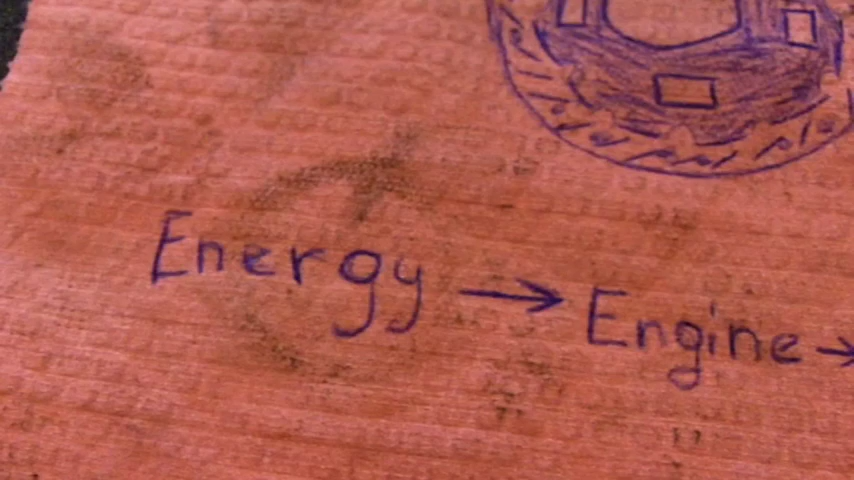 Energy → Engine →